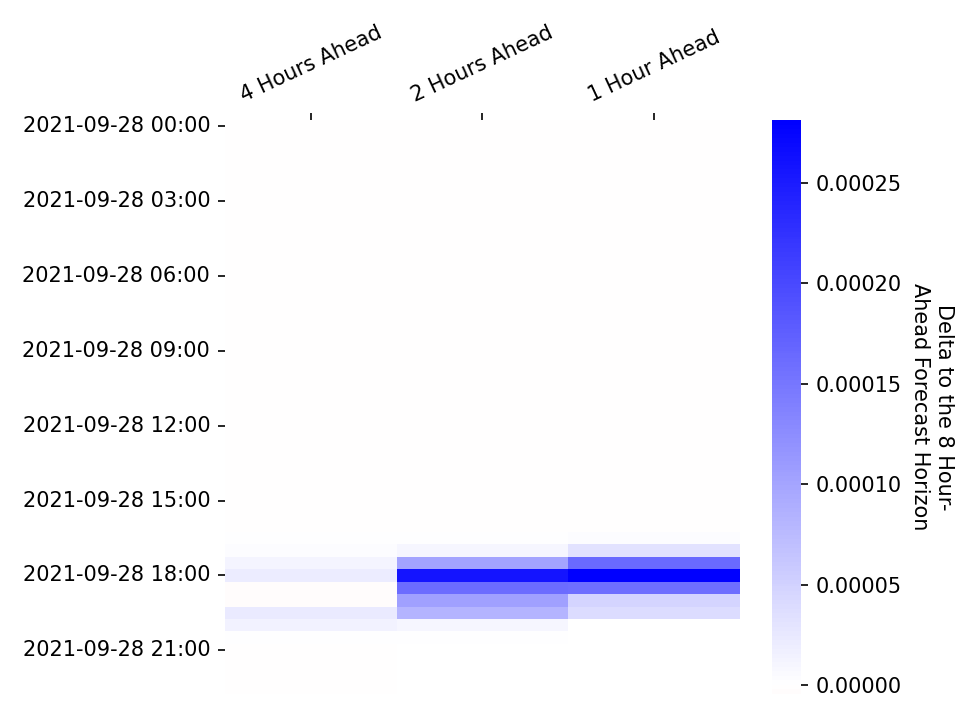 4 Hours Ahead
2 Hours Ahead
1 Hour Ahead
2021-09-28 00:00
2021-09-28 03:00
2021-09-28 06:00
2021-09-28 09:00
2021-09-28 12:00
2021-09-28 15:00
2021-09-28 18:00
2021-09-28 21:00
0.00025
0.00020
0.00015
0.00010
0.00005
0.00000
Delta to the 8 Hour-
Ahead Forecast Horizon